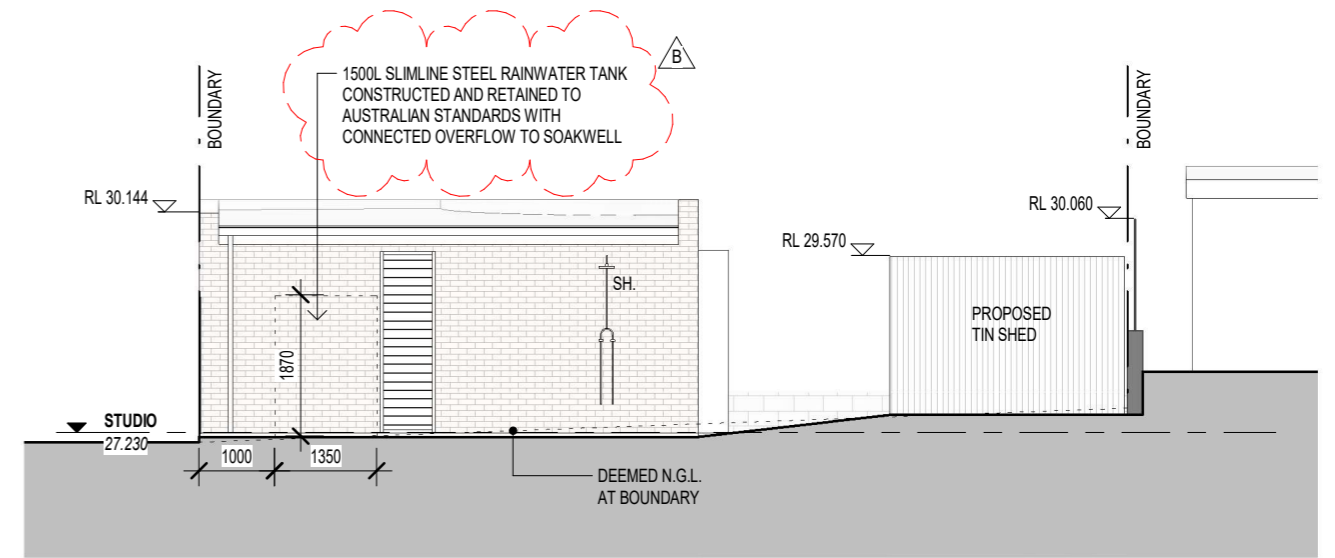 B
1500L SLIMLINE STEEL RAINWATER TANK
CONSTRUCTED AND RETAINED TO
AUSTRALIAN STANDARDS WITH
CONNECTED OVERFLOW TO SOAKWELL
BOUNDARY
BOUNDARY
RL 30.144
RL 30.060
RL 29.570
SH.
PROPOSED
TIN SHED
1870
STUDIO
27.230
1000
1350
DEEMED N.G.L.
AT BOUNDARY